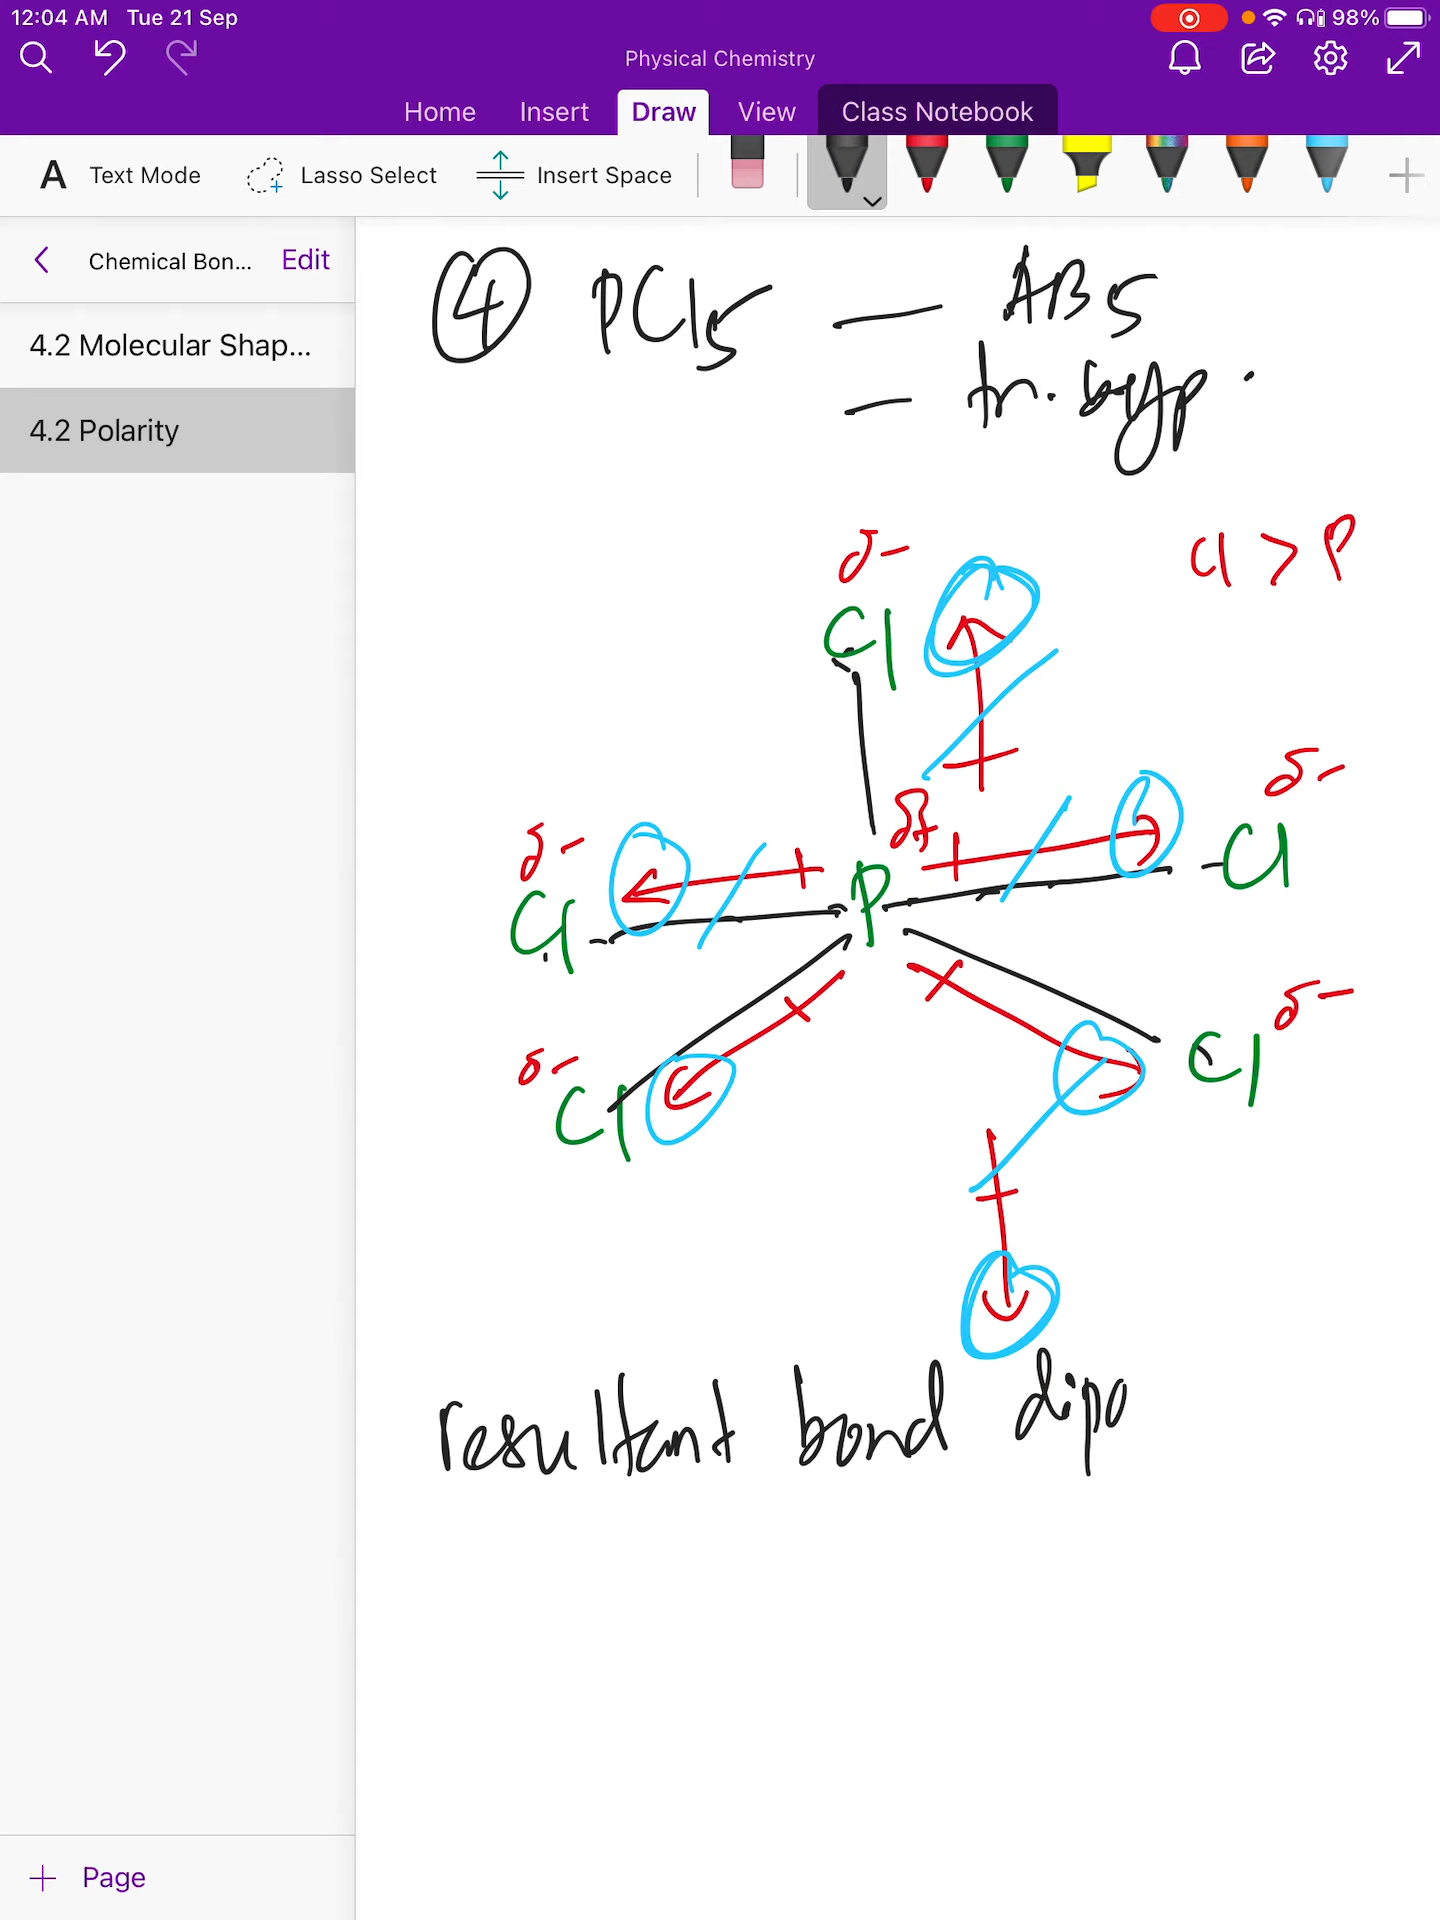 12:04 AM Tue 21 Sep
98%
Physical Chemistry
Home Insert Draw View Class Notebook
A Text Mode Lasso Select Insert Space
Chemical Bon... Edit
4.2 Molecular Shap...
4.2 Polarity
④ PCl5 — AB5
— tr. byp.
δ- Cl > P
Cl
δ-
δ- δ+
Cl P Cl
δ-
δ- Cl
Cl
resultant bond dipo
+ Page